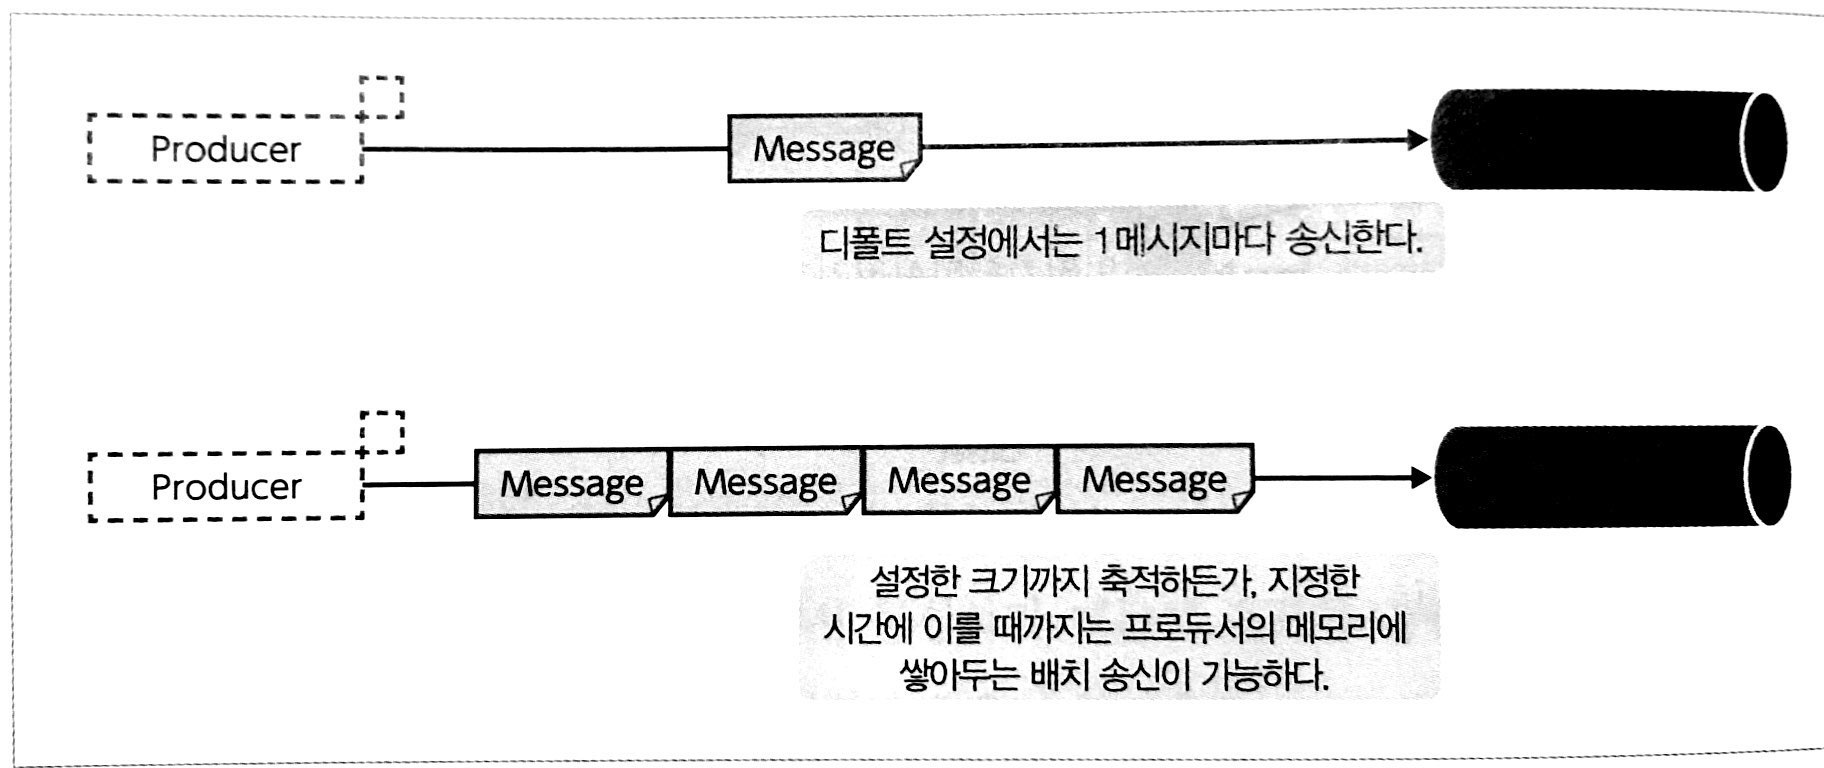 Producer
Message
디폴트 설정에서는 1메시지마다 송신한다.
Producer
Message Message Message Message
설정한 크기까지 축적하든가, 지정한
시간에 이를 때까지는 프로듀서의 메모리에
쌓아두는 배치 송신이 가능하다.